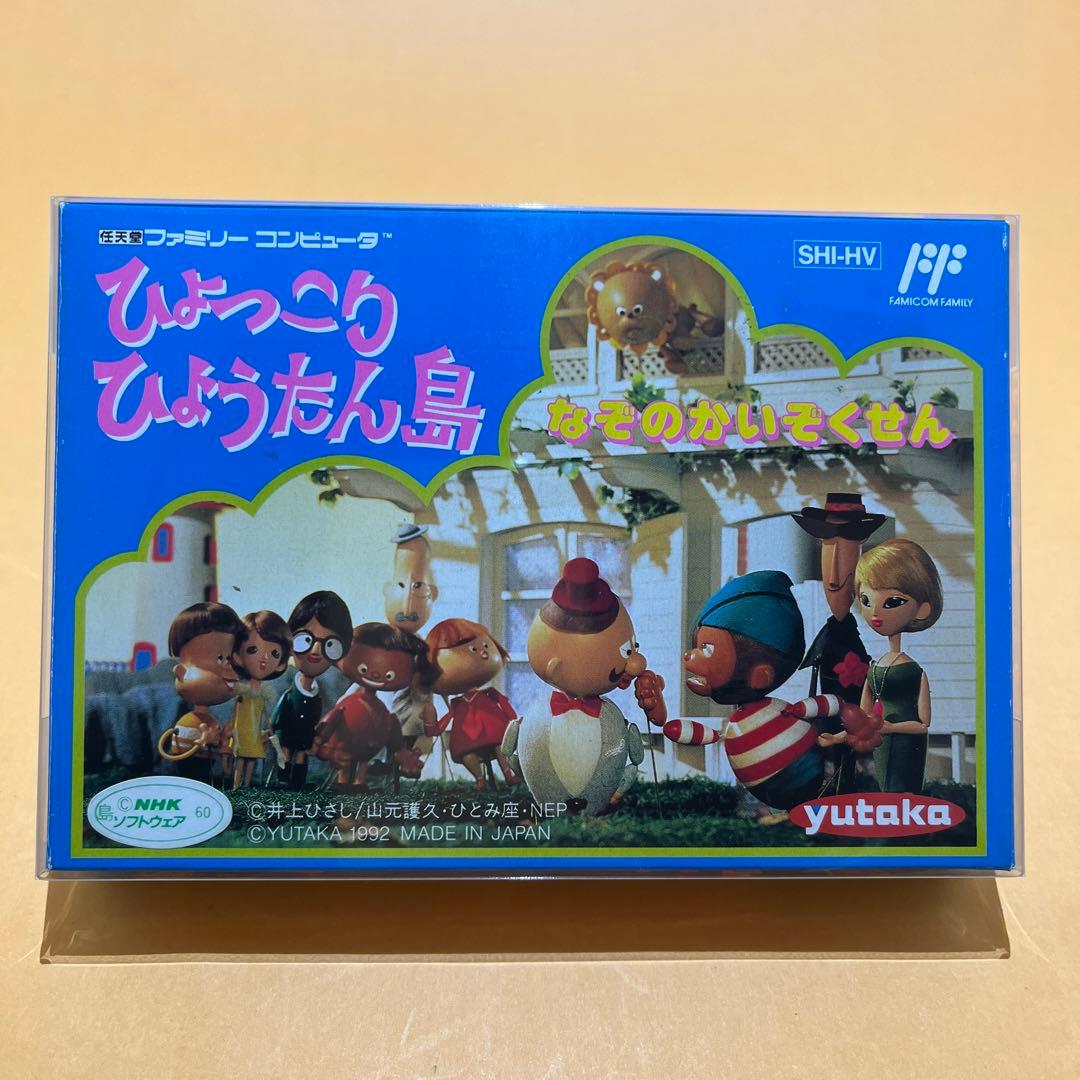 任天堂 ファミリー コンピュータ™
SHI-HV
FAMICOM FAMILY
ひょっこり
ひょうたん島
なぞのかいぞくせん
©NHK
島 ソフトウェア 60
©井上ひさし/山元護久・ひとみ座・NEP
©YUTAKA 1992 MADE IN JAPAN
yutaka